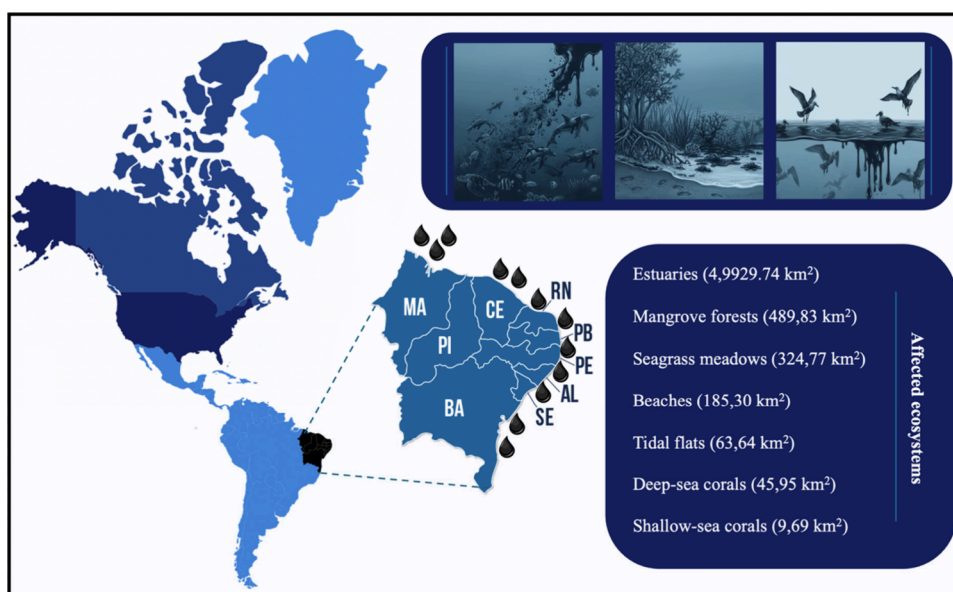 MA
CE
RN
PB
PI
PE
AL
BA
SE
Estuaries (4,9929.74 km²)
Mangrove forests (489,83 km²)
Seagrass meadows (324,77 km²)
Beaches (185,30 km²)
Tidal flats (63,64 km²)
Deep-sea corals (45,95 km²)
Shallow-sea corals (9,69 km²)
Affected ecosystems